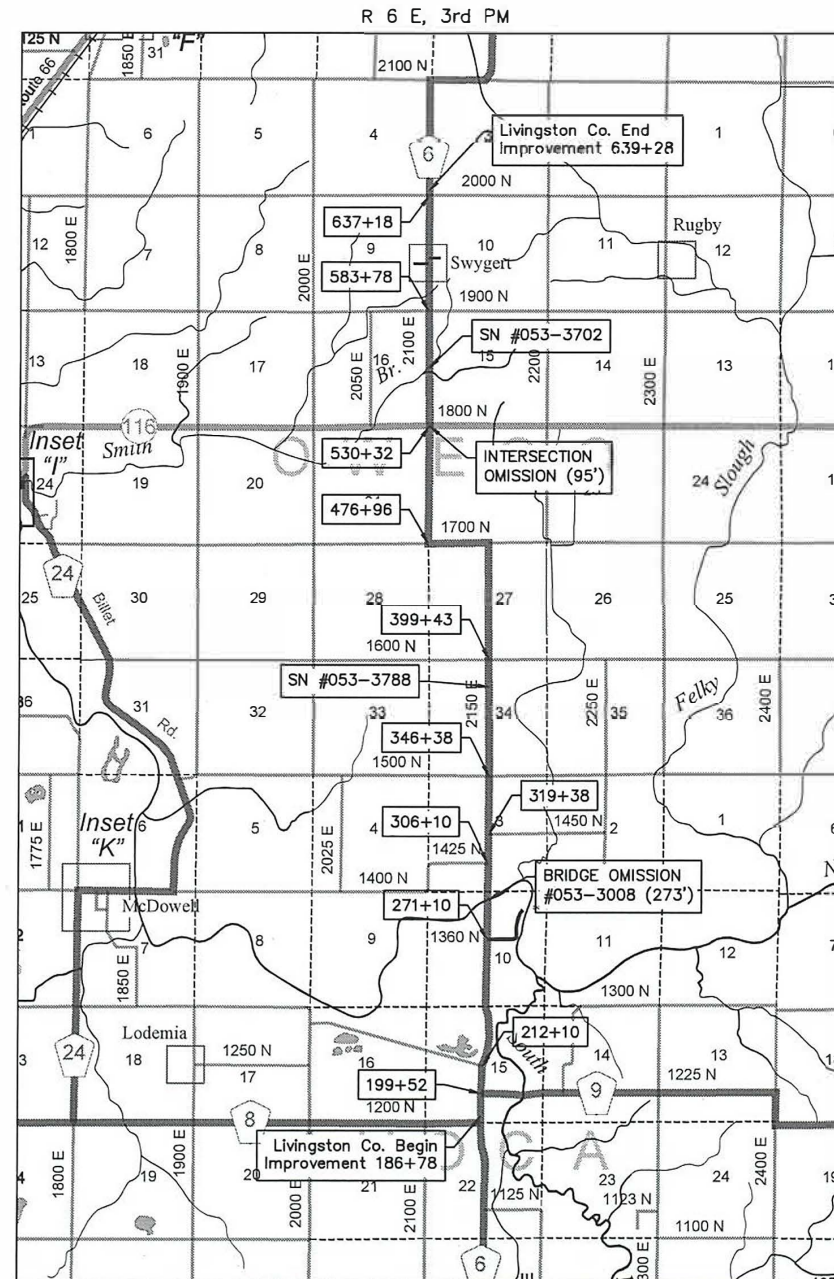 R 6 E, 3rd PM
125 N
1850 E
31
"F"
2100 N
oute 66
1
6
5
4
6
3
Livingston Co. End
Improvement 639+28
1
2000 N
637+18
12
1800 E
7
8
9
10
11
Rugby
12
2000 E
Swygert
583+78
1900 N
2100 E
SN #053-3702
13
18
1900 E
17
2050 E
16
Br.
15
2200
14
2300 E
13
1800 N
116
Inset
"I"
Smith
530+32
O W E G O
INTERSECTION
OMISSION (95')
24
19
20
24
Slough
476+96
1700 N
24
25
30
Billet
29
28
27
26
25
399+43
1600 N
SN #053-3788
36
31
Rd.
32
33
2150 E
34
2250 E
35
Felky
36
2400 E
346+38
1500 N
319+38
1775 E
Inset
"K"
6
5
2025 E
4
306+10
3
1450 N
2
1
6
1425 N
1400 N
BRIDGE OMISSION
#053-3008 (273')
N
McDowell
271+10
7
8
9
1360 N
10
11
12
7
1850 E
1300 N
Lodemia
212+10
24
18
1250 N
17
16
15
South
14
13
199+52
1200 N
9
1225 N
8
Livingston Co. Begin
Improvement 186+78
O C A
1800 E
19
1900 E
20
2000 E
21
2100 E
22
1125 N
23
1123 N
24
2400 E
19
1100 N
6